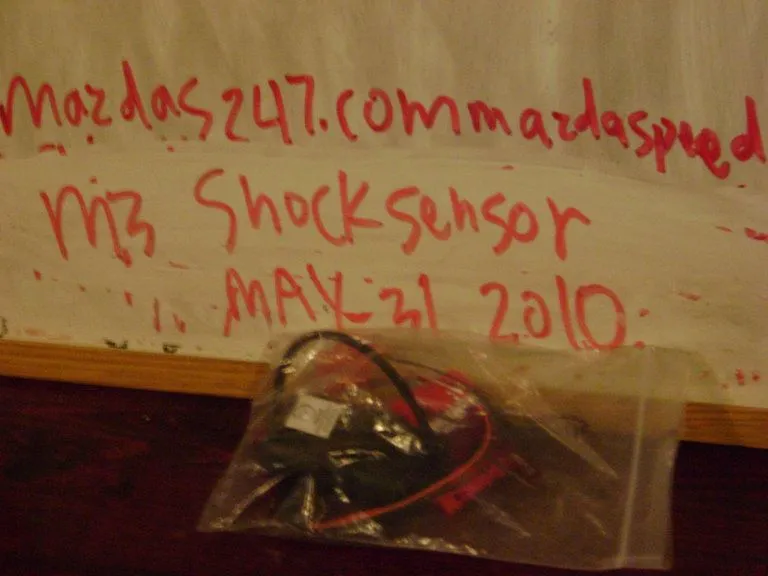 mazdas247.commazdaspeed
m3 Shocksensor
MAY 31 2010